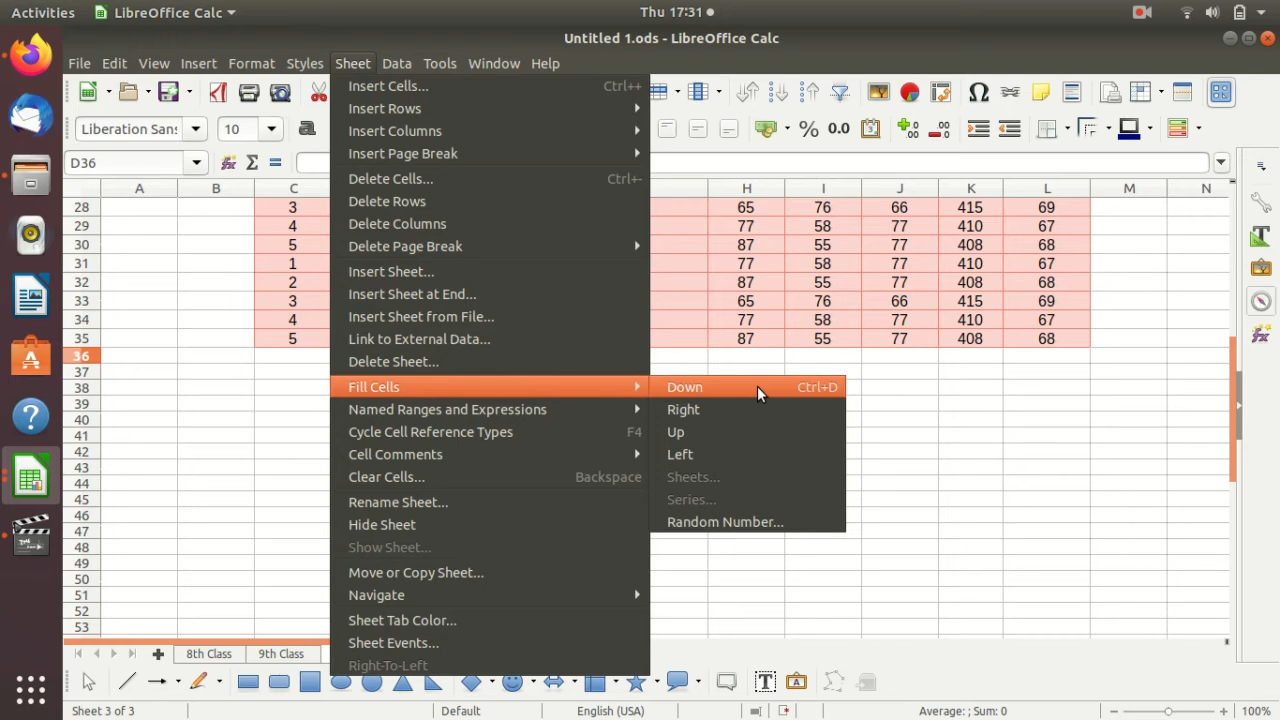 Activities LibreOffice Calc Thu 17:31
Untitled 1.ods - LibreOffice Calc
File Edit View Insert Format Styles Sheet Data Tools Window Help
Liberation Sans 10 % 0.0
D36 Σ =
A B C H I J K L M N
28 3 65 76 66 415 69
29 4 77 58 77 410 67
30 5 87 55 77 408 68
31 1 77 58 77 410 67
32 2 87 55 77 408 68
33 3 65 76 66 415 69
34 4 77 58 77 410 67
35 5 87 55 77 408 68
36
37
38
39
40
41
42
43
44
45
46
47
48
49
50
51
52
53
Insert Cells... Ctrl++
Insert Rows
Insert Columns
Insert Page Break
Delete Cells... Ctrl+-
Delete Rows
Delete Columns
Delete Page Break
Insert Sheet...
Insert Sheet at End...
Insert Sheet from File...
Link to External Data...
Delete Sheet...
Fill Cells
Named Ranges and Expressions
Cycle Cell Reference Types F4
Cell Comments
Clear Cells... Backspace
Rename Sheet...
Hide Sheet
Show Sheet...
Move or Copy Sheet...
Navigate
Sheet Tab Color...
Sheet Events...
Right-To-Left
Down Ctrl+D
Right
Up
Left
Sheets...
Series...
Random Number...
8th Class 9th Class
Sheet 3 of 3 Default English (USA) Average: ; Sum: 0 100%